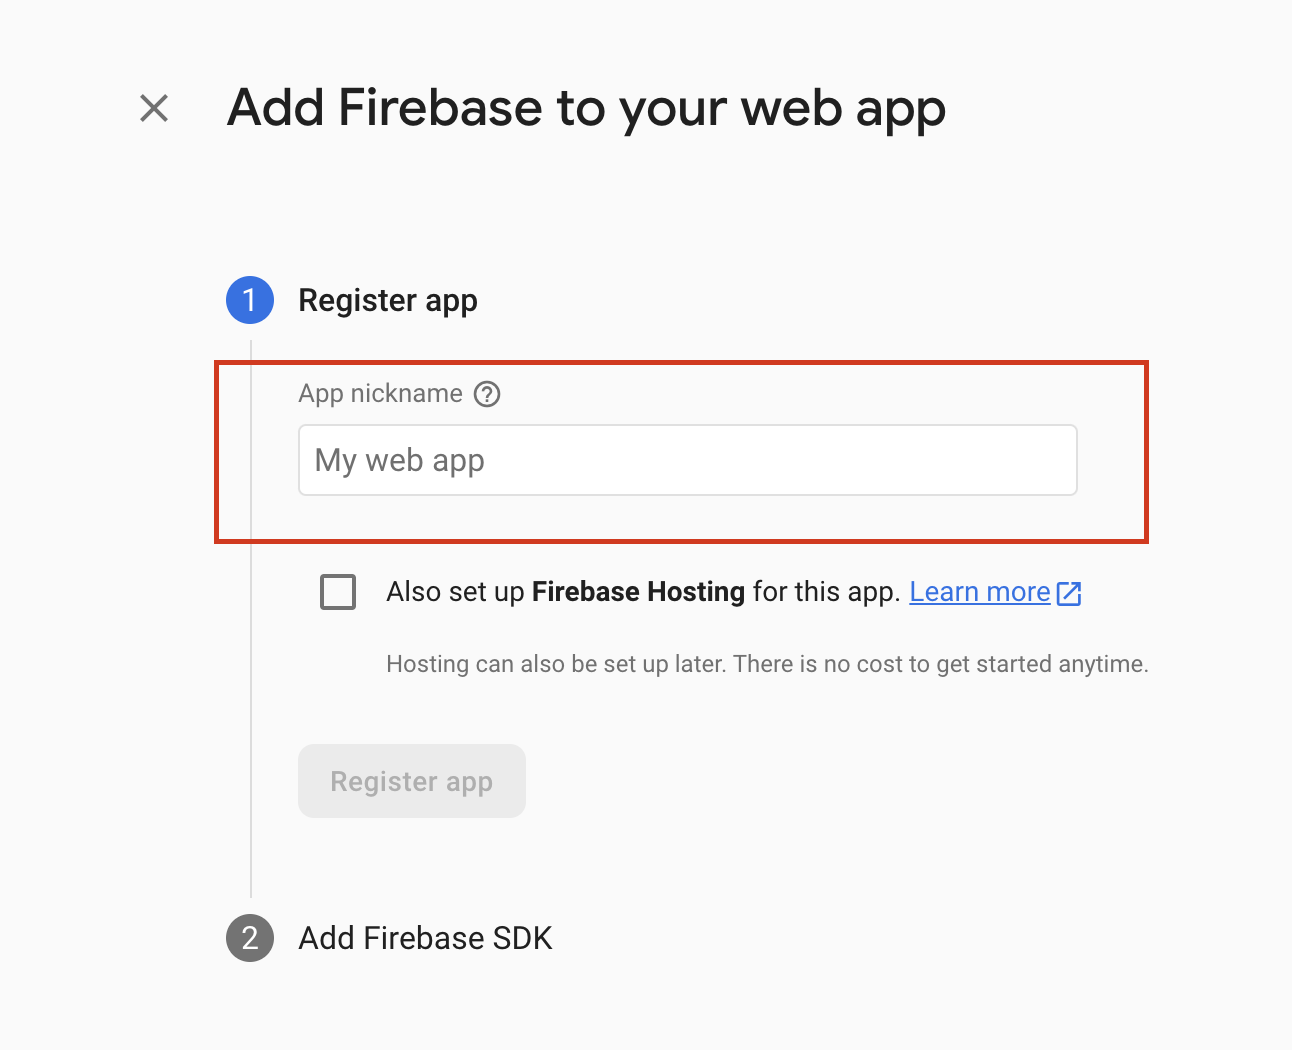 Add Firebase to your web app
1 Register app
App nickname ?
My web app
Also set up Firebase Hosting for this app. Learn more
Hosting can also be set up later. There is no cost to get started anytime.
Register app
2 Add Firebase SDK